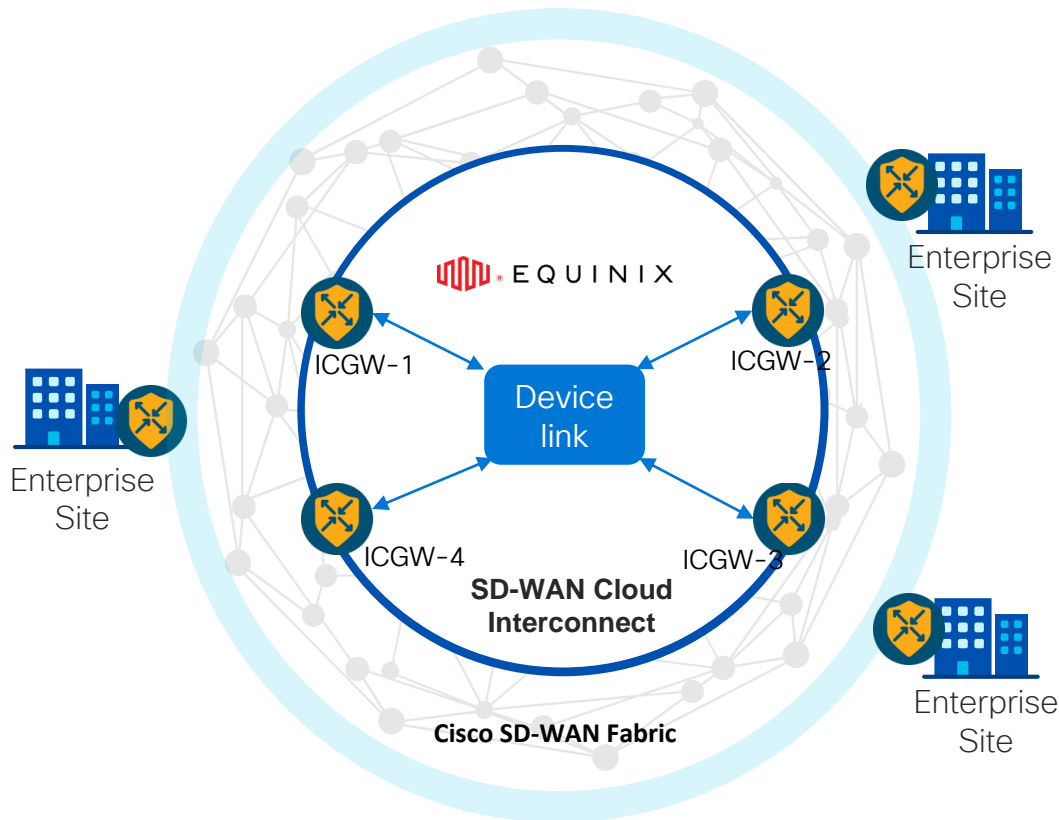 ® EQUINIX
Enterprise
Site
ICGW-1
ICGW-2
Device
link
Enterprise
Site
ICGW-4
ICGW-3
SD-WAN Cloud
Interconnect
Enterprise
Site
Cisco SD-WAN Fabric